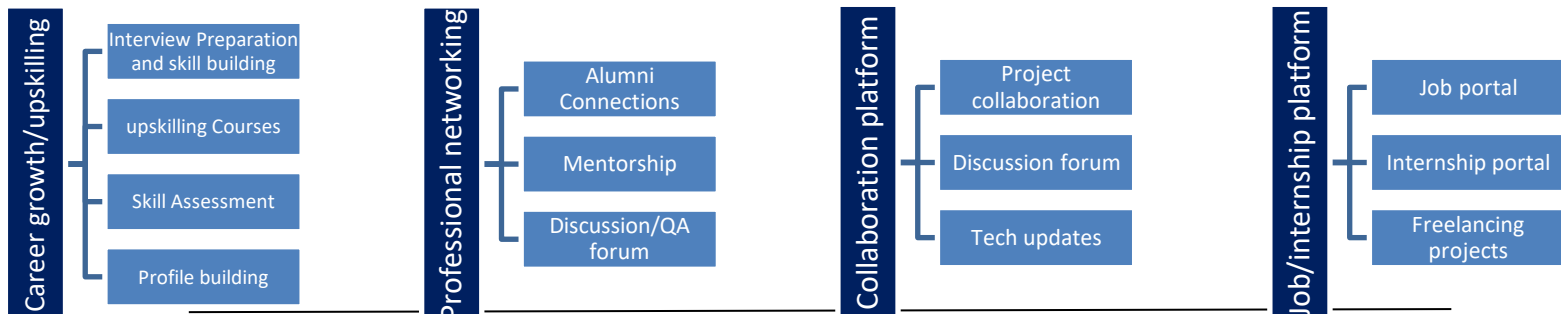 Career growth/upskilling
Interview Preparation
and skill building
upskilling Courses
Skill Assessment
Profile building
Professional networking
Alumni
Connections
Mentorship
Discussion/QA
forum
Collaboration platform
Project
collaboration
Discussion forum
Tech updates
Job/internship platform
Job portal
Internship portal
Freelancing
projects